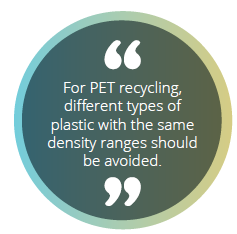 “
For PET recycling,
different types of
plastic with the same
density ranges should
be avoided.
”